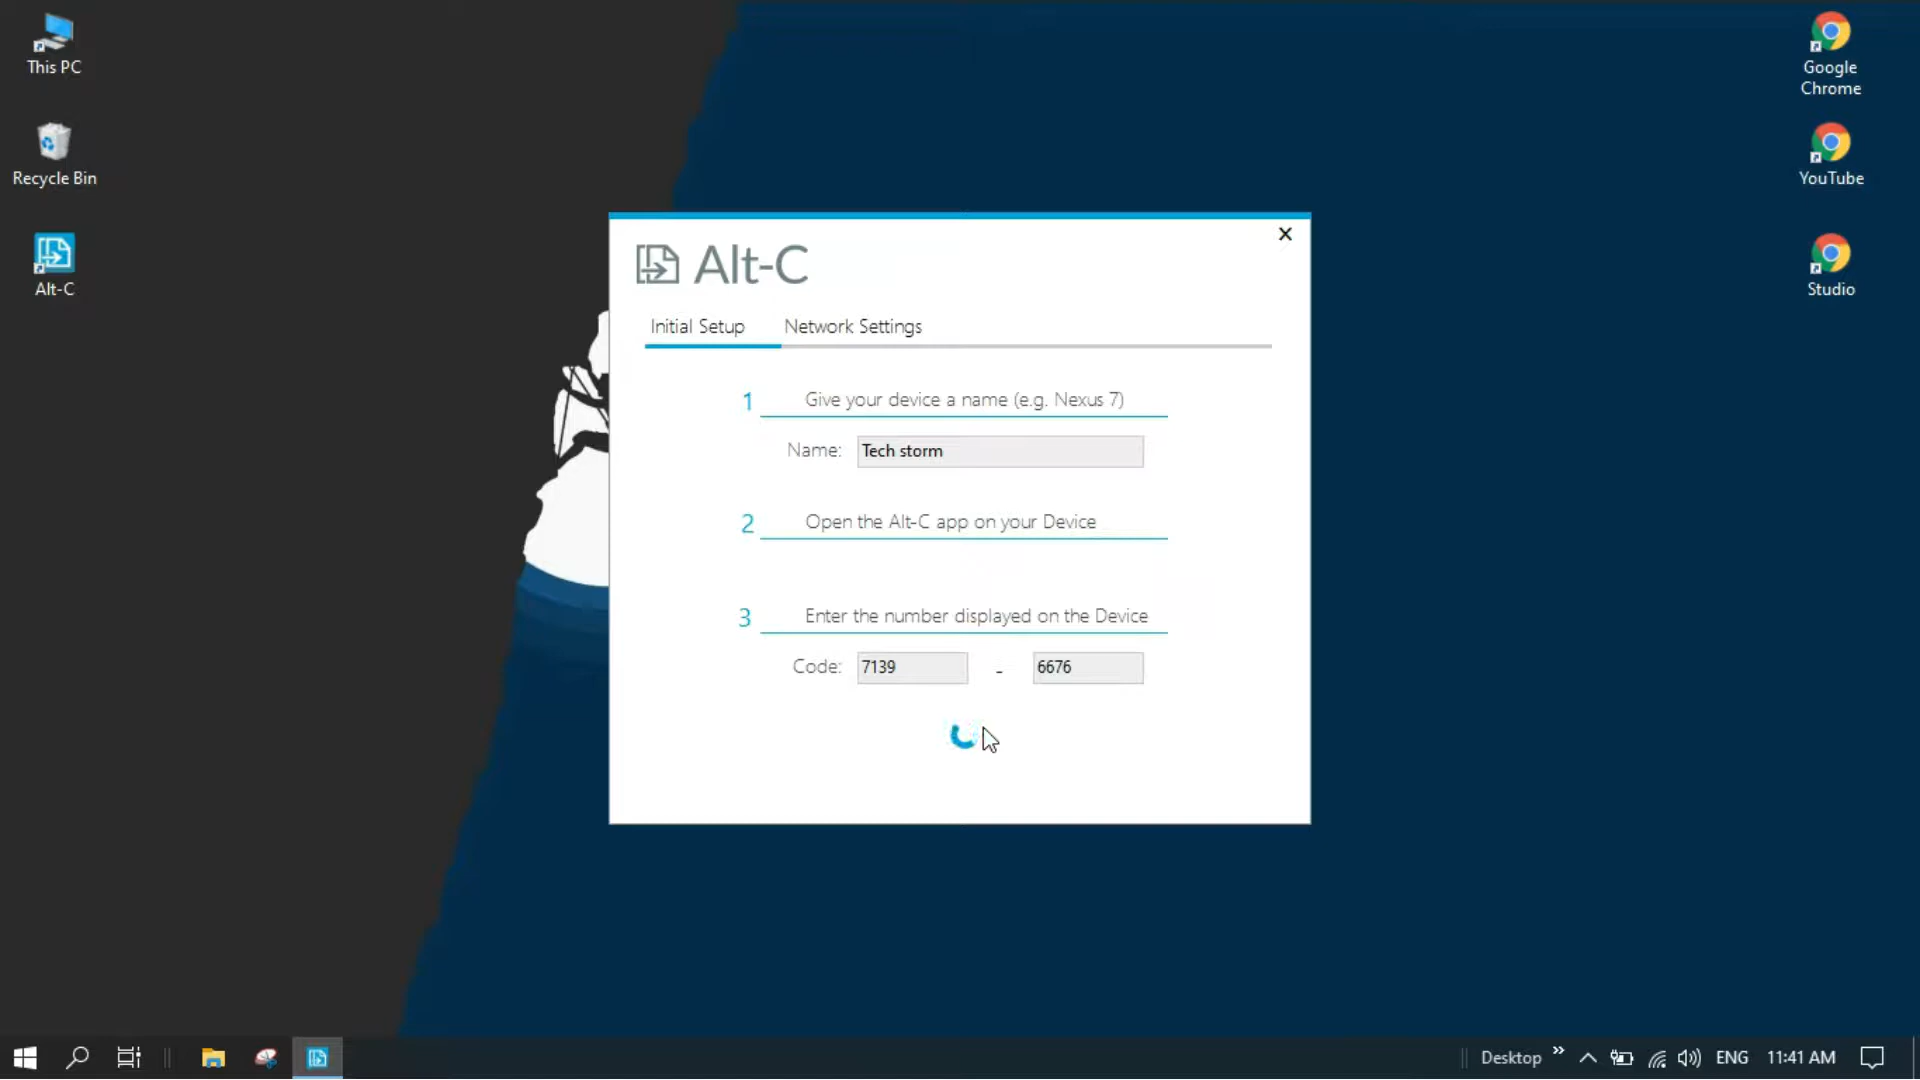 This PC
Recycle Bin
Alt-C
Google
Chrome
YouTube
Studio
Alt-C
Initial Setup
Network Settings
1 Give your device a name (e.g. Nexus 7)
Name: Tech storm
2 Open the Alt-C app on your Device
3 Enter the number displayed on the Device
Code: 7139 - 6676
Desktop » ENG 11:41 AM